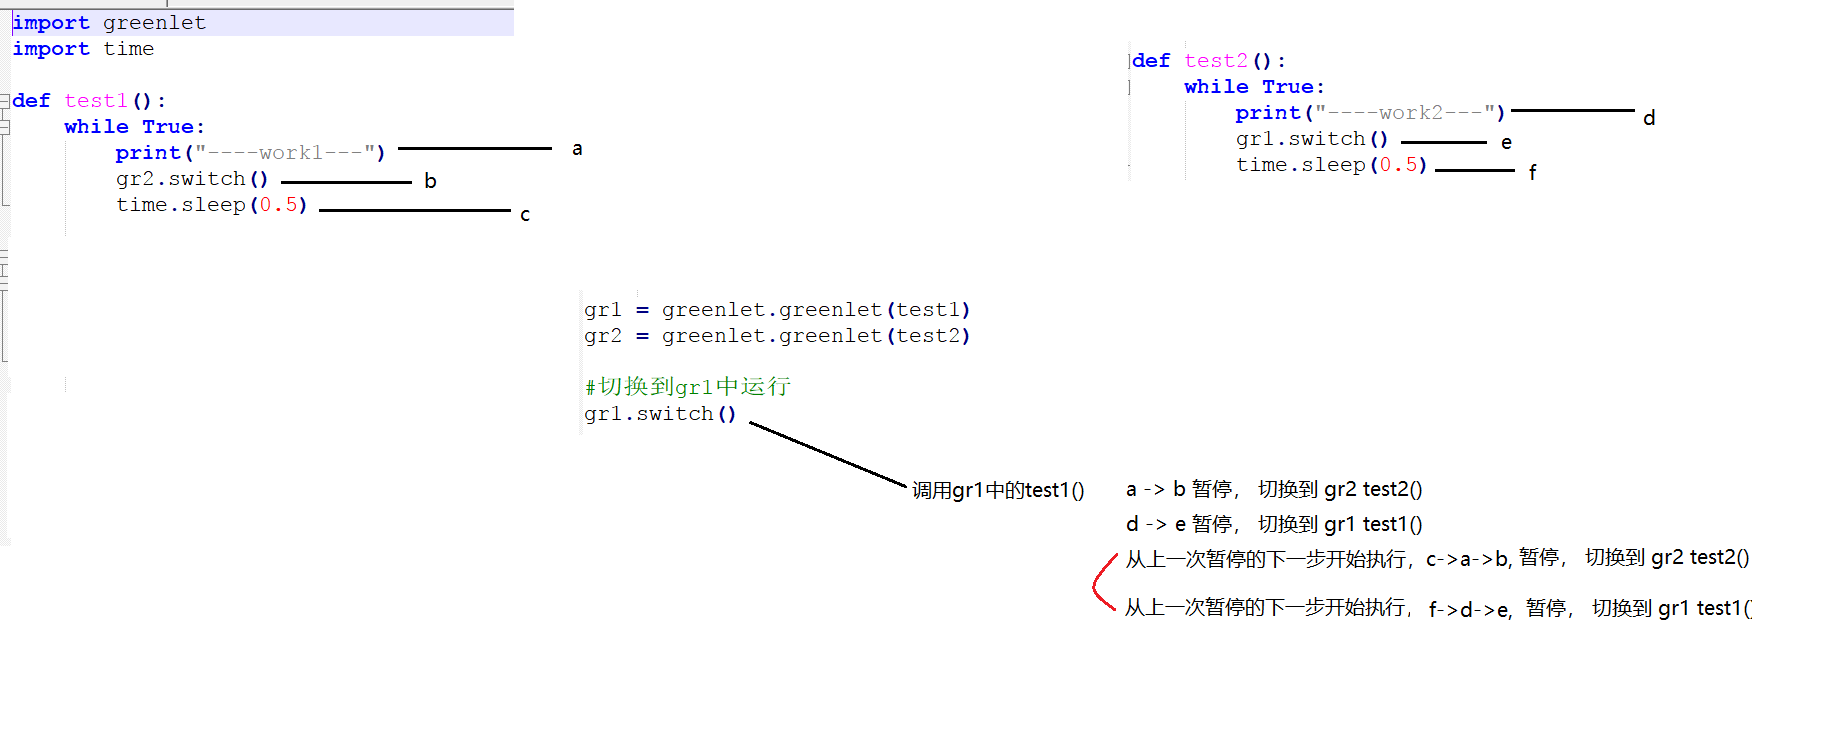 import greenlet
import time
def test1():
while True:
print("----work1---")
a
gr2.switch()
b
time.sleep(0.5)
c
def test2():
while True:
print("----work2---")
d
gr1.switch()
e
time.sleep(0.5)
f
gr1 = greenlet.greenlet(test1)
gr2 = greenlet.greenlet(test2)
#切换到gr1中运行
gr1.switch()
调用gr1中的test1()
a -> b 暂停， 切换到 gr2 test2()
d -> e 暂停， 切换到 gr1 test1()
从上一次暂停的下一步开始执行，c->a->b, 暂停， 切换到 gr2 test2()
从上一次暂停的下一步开始执行，f->d->e, 暂停， 切换到 gr1 test1()